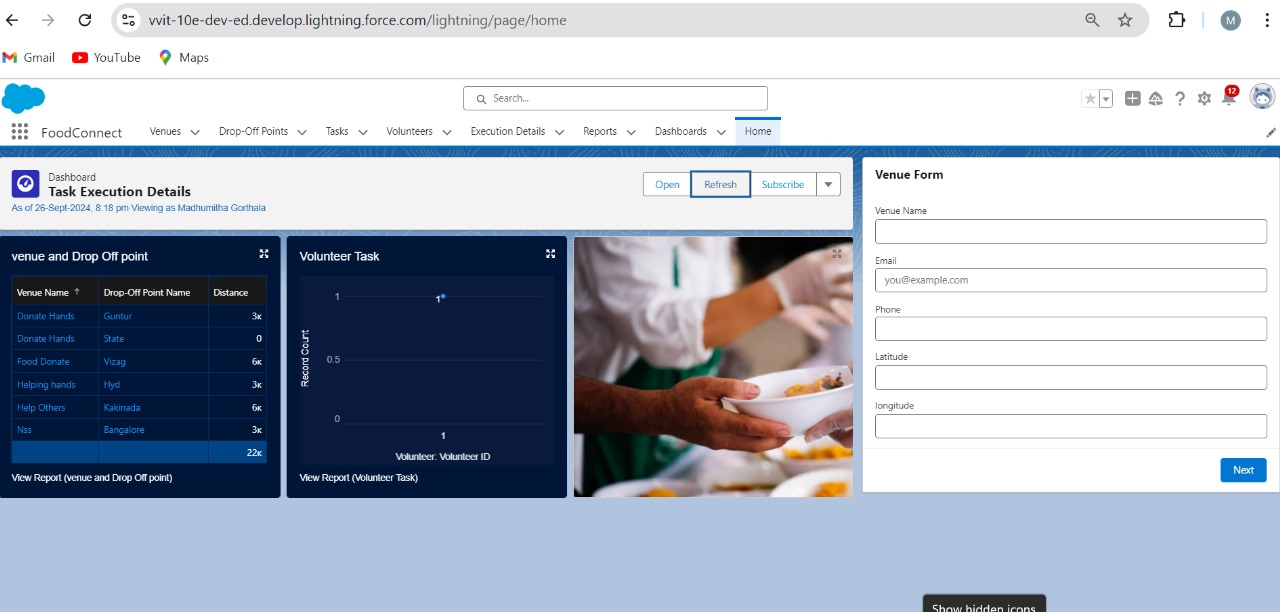 vvit-10e-dev-ed.develop.lightning.force.com/lightning/page/home
M
Gmail YouTube Maps
Search...
12
FoodConnect Venues Drop-Off Points Tasks Volunteers Execution Details Reports Dashboards Home
Dashboard
Task Execution Details
As of 26-Sept-2024, 8:18 pm Viewing as Madhumitha Gorthala
Open Refresh Subscribe
venue and Drop Off point
Venue Name ↑ Drop-Off Point Name Distance
Donate Hands Guntur 3к
Donate Hands State 0
Food Donate Vizag 6к
Helping hands Hyd 3к
Help Others Kakinada 6к
Nss Bangalore 3к
22к
View Report (venue and Drop Off point)
Volunteer Task
Record Count
1
0.5
0
1
1
Volunteer: Volunteer ID
View Report (Volunteer Task)
Venue Form
Venue Name
Email
you@example.com
Phone
Latitude
longitude
Next
Show hidden icons